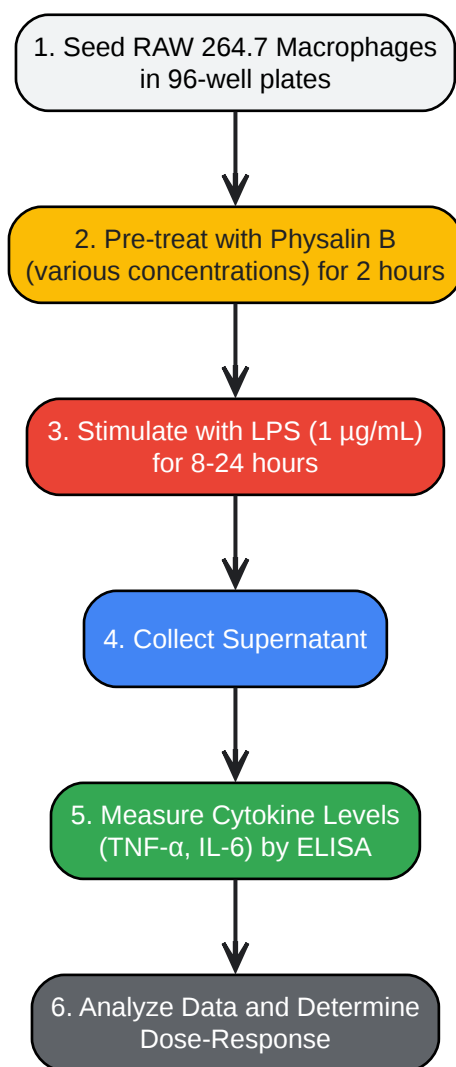 1. Seed RAW 264.7 Macrophages
in 96-well plates
2. Pre-treat with Physalin B
(various concentrations) for 2 hours
3. Stimulate with LPS (1 µg/mL)
for 8-24 hours
4. Collect Supernatant
5. Measure Cytokine Levels
(TNF-α, IL-6) by ELISA
6. Analyze Data and Determine
Dose-Response